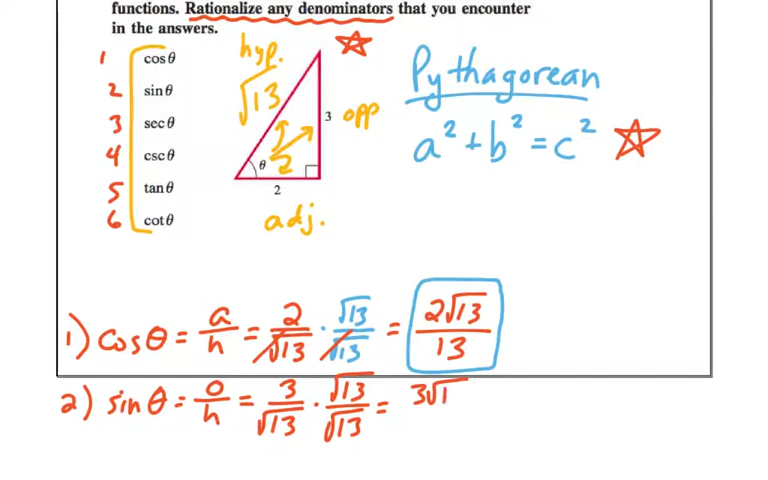 functions. Rationalize any denominators that you encounter
in the answers.
1 cosθ
2 sinθ
3 secθ
4 cscθ
5 tanθ
6 cotθ
hyp.
√13
3 opp
θ
2
2
adj.
Pythagorean
a² + b² = c²
1) cosθ = a/h = 2/√13 · √13/√13 = 2√13/13
2) sinθ = o/h = 3/√13 · √13/√13 = 3√1